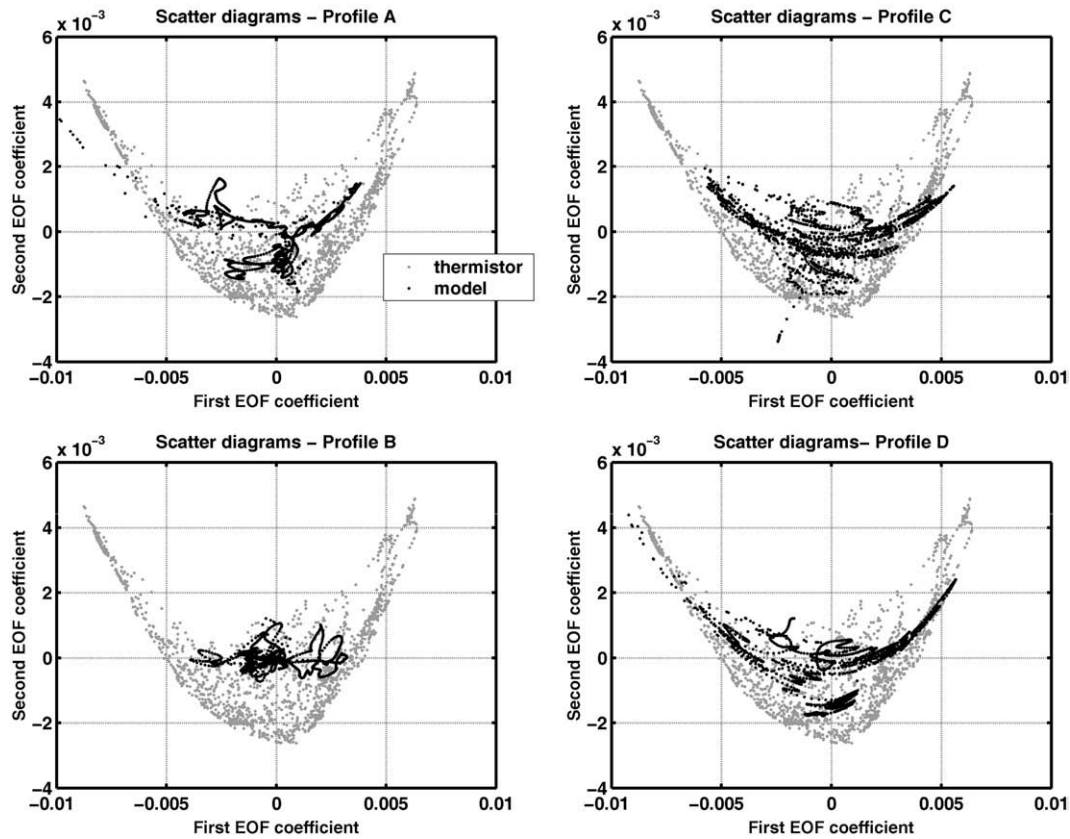 Scatter diagrams – Profile A
x 10⁻³
6
4
2
0
−2
−4
−0.01 −0.005 0 0.005 0.01
Second EOF coefficient
First EOF coefficient
thermistor
model
Scatter diagrams – Profile C
x 10⁻³
6
4
2
0
−2
−4
−0.01 −0.005 0 0.005 0.01
Second EOF coefficient
First EOF coefficient
Scatter diagrams – Profile B
x 10⁻³
6
4
2
0
−2
−4
−0.01 −0.005 0 0.005 0.01
Second EOF coefficient
First EOF coefficient
Scatter diagrams– Profile D
x 10⁻³
6
4
2
0
−2
−4
−0.01 −0.005 0 0.005 0.01
Second EOF coefficient
First EOF coefficient